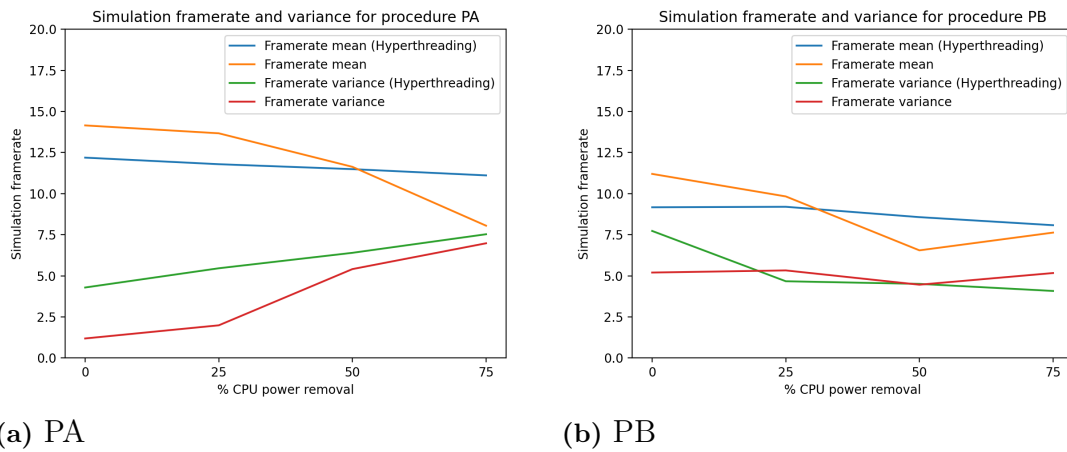 Simulation framerate and variance for procedure PA
20.0
17.5
15.0
12.5
10.0
7.5
5.0
2.5
0.0
Simulation framerate
Framerate mean (Hyperthreading)
Framerate mean
Framerate variance (Hyperthreading)
Framerate variance
0 25 50 75
% CPU power removal
(a) PA
Simulation framerate and variance for procedure PB
20.0
17.5
15.0
12.5
10.0
7.5
5.0
2.5
0.0
Simulation framerate
Framerate mean (Hyperthreading)
Framerate mean
Framerate variance (Hyperthreading)
Framerate variance
0 25 50 75
% CPU power removal
(b) PB